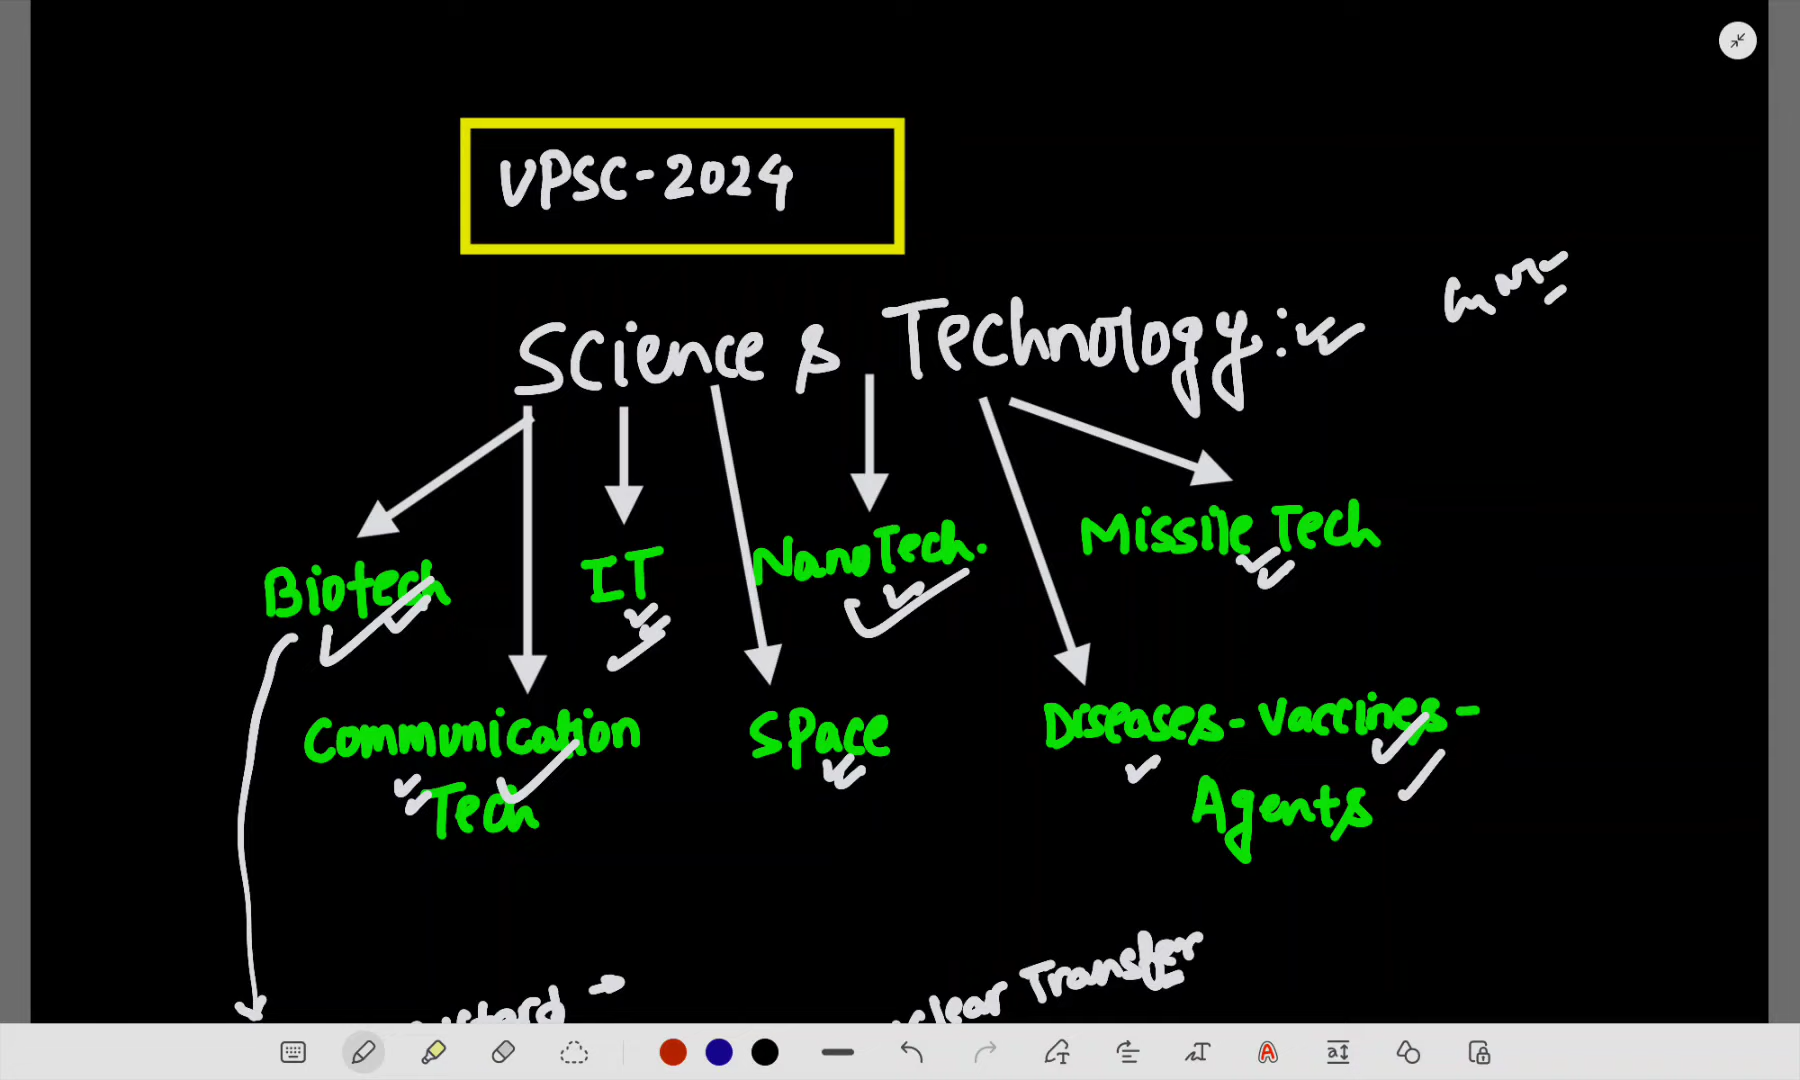 UPSC-2024
Science & Technology:
Biotech
IT
NanoTech.
Missile Tech
Communication
Tech
Space
Diseases-Vaccines-
Agents
Transfer